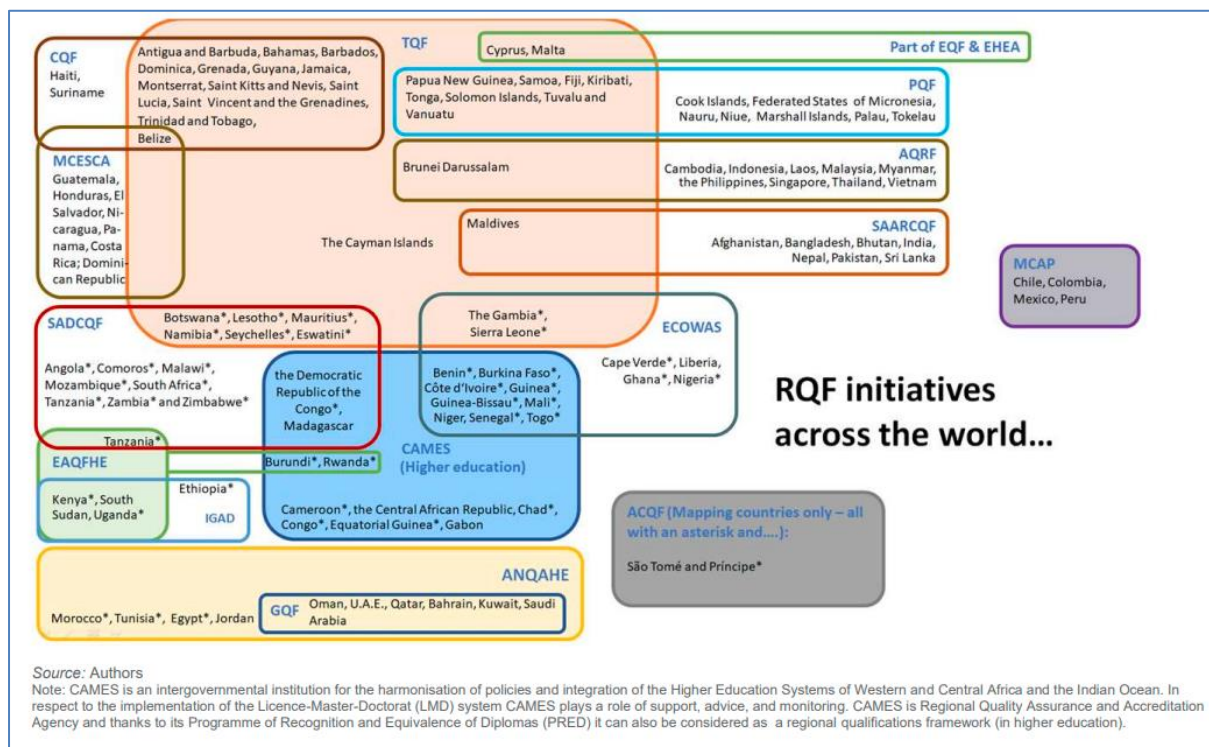 CQF
Haiti,
Suriname
Antigua and Barbuda, Bahamas, Barbados,
Dominica, Grenada, Guyana, Jamaica,
Montserrat, Saint Kitts and Nevis, Saint
Lucia, Saint Vincent and the Grenadines,
Trinidad and Tobago,
Belize
TQF
Cyprus, Malta
Part of EQF & EHEA
Papua New Guinea, Samoa, Fiji, Kiribati,
Tonga, Solomon Islands, Tuvalu and
Vanuatu
PQF
Cook Islands, Federated States of Micronesia,
Nauru, Niue, Marshall Islands, Palau, Tokelau
MCESCA
Guatemala,
Honduras, El
Salvador, Ni-
caragua, Pa-
nama, Costa
Rica; Domini-
can Republic
Brunei Darussalam
AQRF
Cambodia, Indonesia, Laos, Malaysia, Myanmar,
the Philippines, Singapore, Thailand, Vietnam
The Cayman Islands
Maldives
SAARCQF
Afghanistan, Bangladesh, Bhutan, India,
Nepal, Pakistan, Sri Lanka
MCAP
Chile, Colombia,
Mexico, Peru
SADCQF
Botswana*, Lesotho*, Mauritius*,
Namibia*, Seychelles*, Eswatini*
Angola*, Comoros*, Malawi*,
Mozambique*, South Africa*,
Tanzania*, Zambia* and Zimbabwe*
the Democratic
Republic of the
Congo*,
Madagascar
The Gambia*,
Sierra Leone*
ECOWAS
Cape Verde*, Liberia,
Ghana*, Nigeria*
Benin*, Burkina Faso*,
Côte d'Ivoire*, Guinea*,
Guinea-Bissau*, Mali*,
Niger, Senegal*, Togo*
RQF initiatives
across the world...
Tanzania*
EAQFHE
Burundi*, Rwanda*
CAMES
(Higher education)
Kenya*, South
Sudan, Uganda*
Ethiopia*
IGAD
Cameroon*, the Central African Republic, Chad*,
Congo*, Equatorial Guinea*, Gabon
ACQF (Mapping countries only – all
with an asterisk and....):
São Tomé and Príncipe*
ANQAHE
Morocco*, Tunisia*, Egypt*, Jordan
GQF
Oman, U.A.E., Qatar, Bahrain, Kuwait, Saudi
Arabia
Source: Authors
Note: CAMES is an intergovernmental institution for the harmonisation of policies and integration of the Higher Education Systems of Western and Central Africa and the Indian Ocean. In
respect to the implementation of the Licence-Master-Doctorat (LMD) system CAMES plays a role of support, advice, and monitoring. CAMES is Regional Quality Assurance and Accreditation
Agency and thanks to its Programme of Recognition and Equivalence of Diplomas (PRED) it can also be considered as a regional qualifications framework (in higher education).